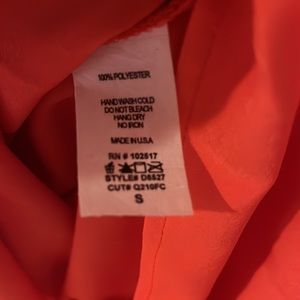 100% POLYESTER
HAND WASH COLD
DO NOT BLEACH
HANG DRY
NO IRON
MADE IN U.S.A
RN # 102517
STYLE# D5527
CUT# Q210FC
S